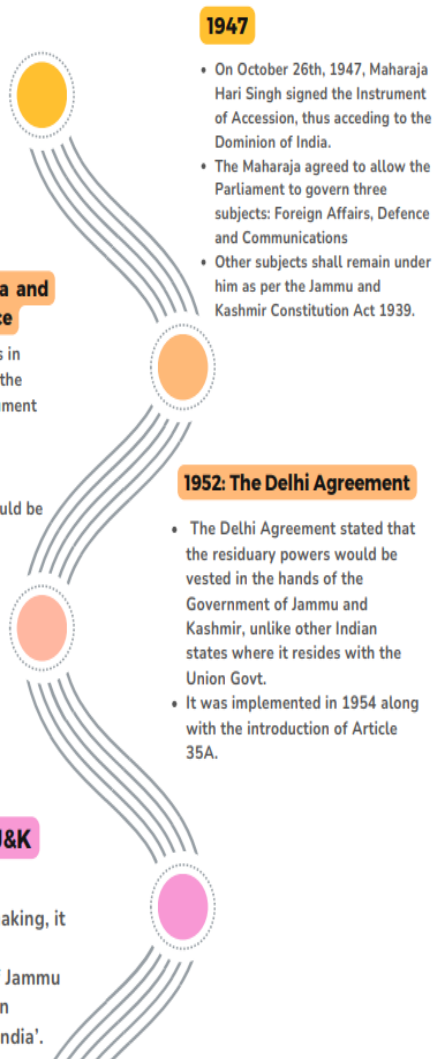 1947
• On October 26th, 1947, Maharaja
Hari Singh signed the Instrument
of Accession, thus acceding to the
Dominion of India.
• The Maharaja agreed to allow the
Parliament to govern three
subjects: Foreign Affairs, Defence
and Communications
• Other subjects shall remain under
him as per the Jammu and
Kashmir Constitution Act 1939.
and
in
the
1952: The Delhi Agreement
• The Delhi Agreement stated that
the residuary powers would be
vested in the hands of the
Government of Jammu and
Kashmir, unlike other Indian
states where it resides with the
Union Govt.
• It was implemented in 1954 along
with the introduction of Article
35A.
be
J&K
it
Jammu